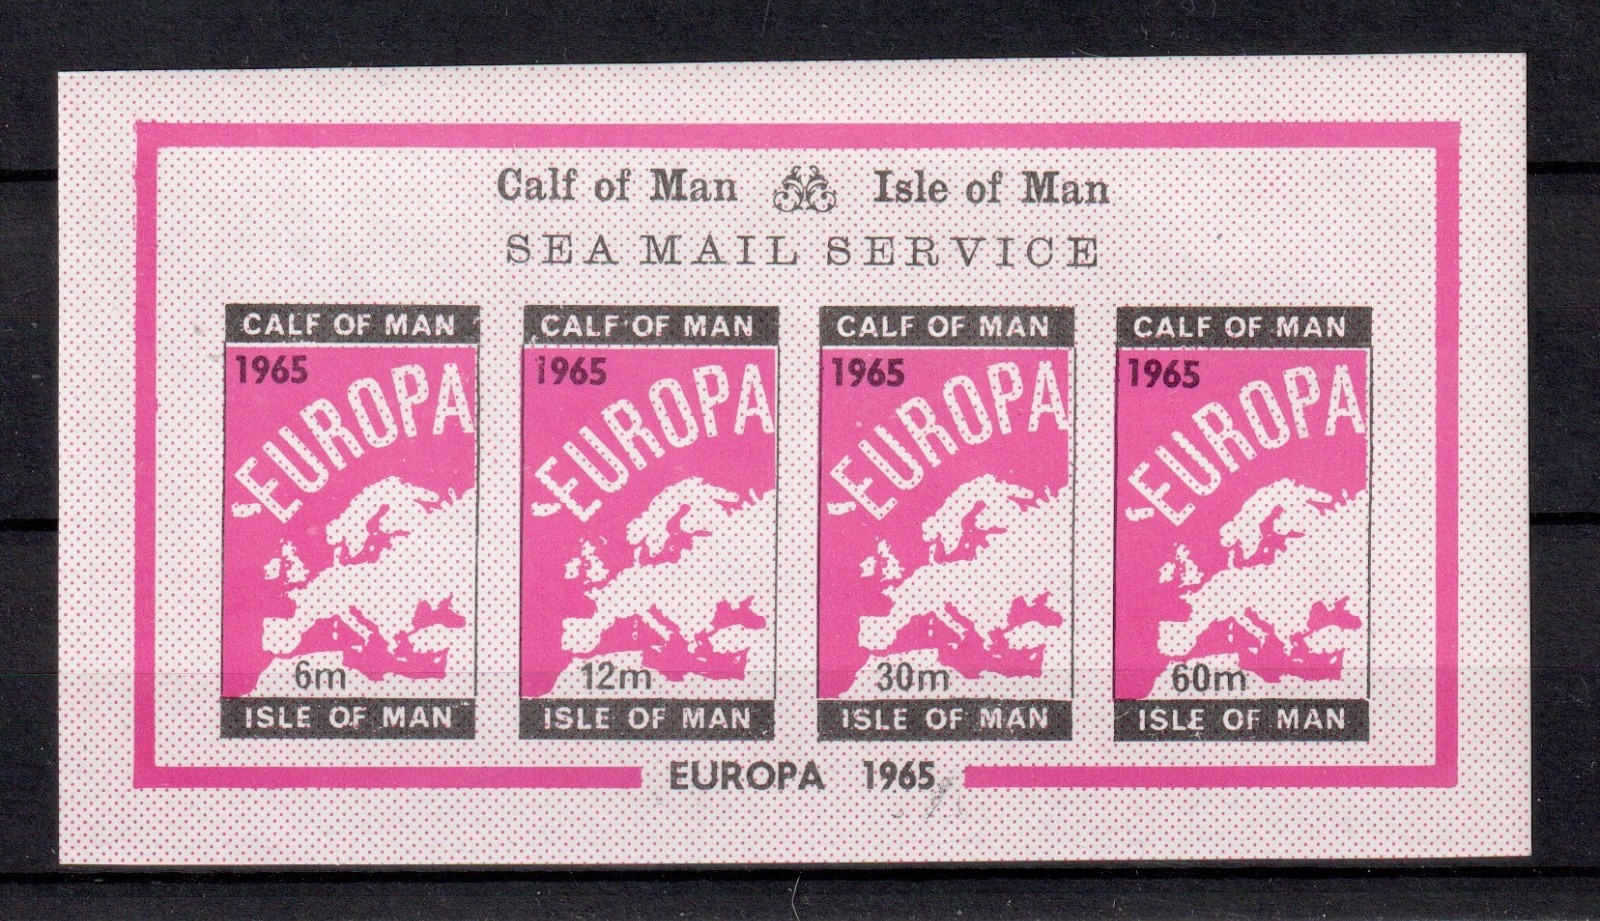 Calf of Man Isle of Man
SEA MAIL SERVICE
CALF OF MAN
1965
EUROPA
6m
ISLE OF MAN
CALF OF MAN
1965
EUROPA
12m
ISLE OF MAN
CALF OF MAN
1965
EUROPA
30m
ISLE OF MAN
CALF OF MAN
1965
EUROPA
60m
ISLE OF MAN
EUROPA 1965